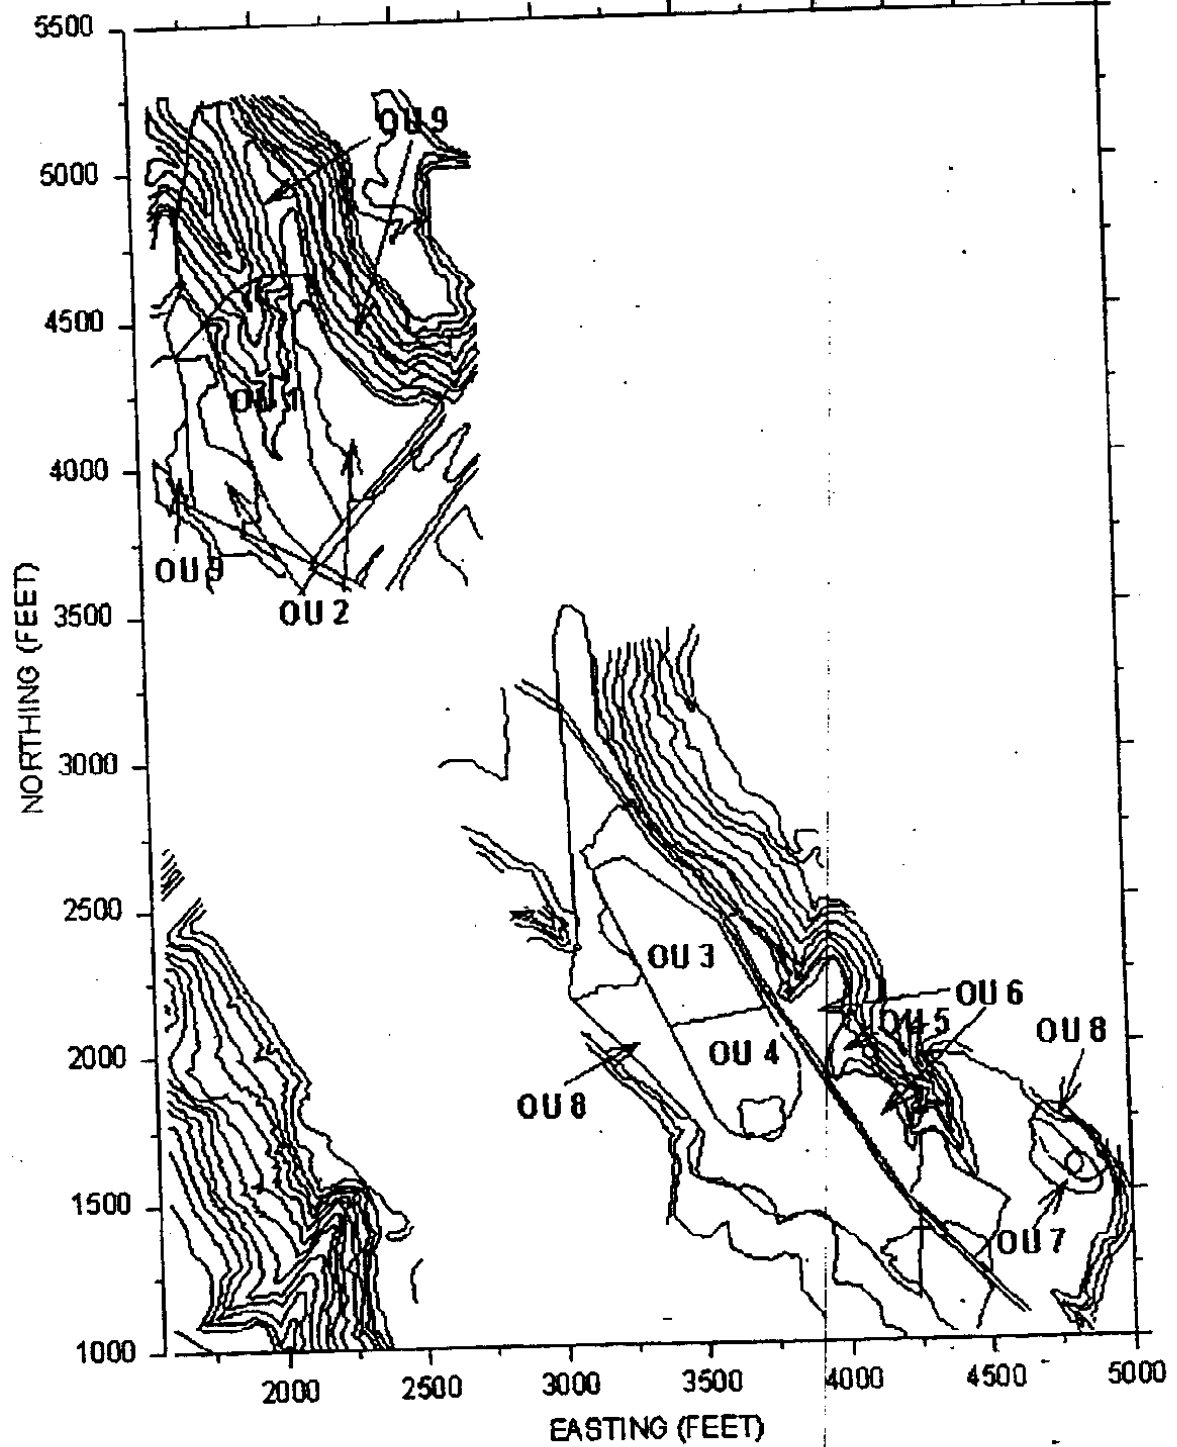 5500
OU 9
5000
4500
OU 1
4000
OU 9
OU 2
3500
NORTHING (FEET)
3000
2500
OU 3
OU 6
OU 5
OU 8
2000
OU 4
OU 8
1500
OU 7
1000
2000 2500 3000 3500 4000 4500 5000
EASTING (FEET)